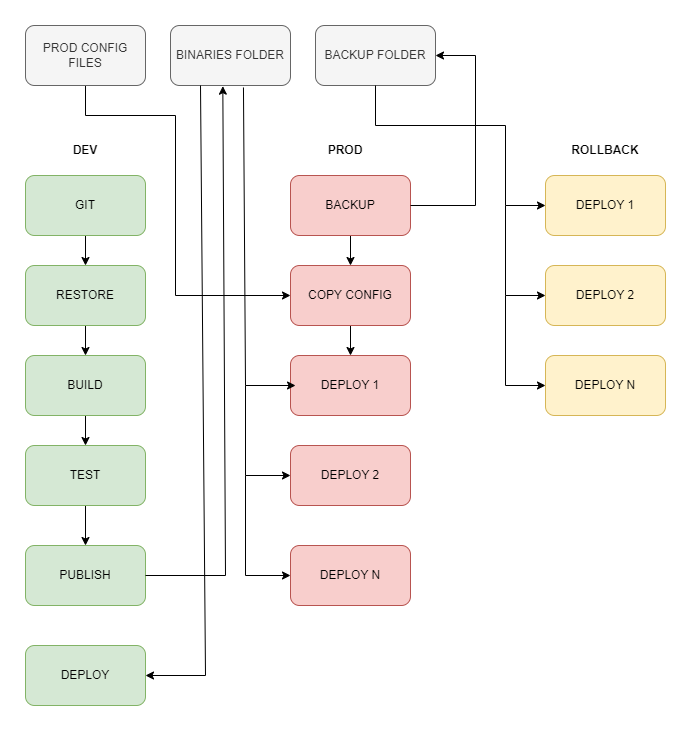 PROD CONFIG
FILES
BINARIES FOLDER
BACKUP FOLDER
DEV
PROD
ROLLBACK
GIT
BACKUP
DEPLOY 1
RESTORE
COPY CONFIG
DEPLOY 2
BUILD
DEPLOY 1
DEPLOY N
TEST
DEPLOY 2
PUBLISH
DEPLOY N
DEPLOY